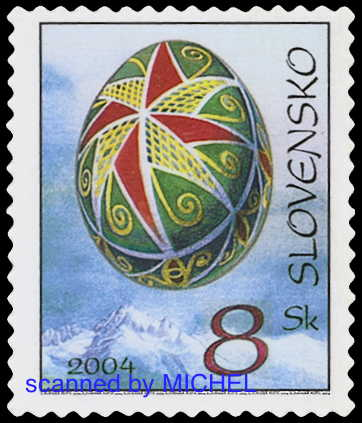 SLOVENSKO
8 Sk
2004
scanned by MICHEL